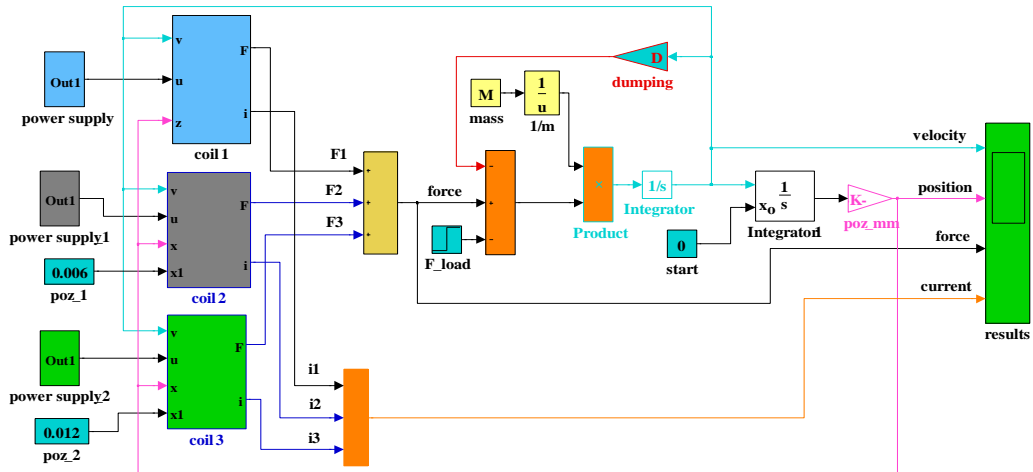 v
u
z
F
i
coil 1
Out1
power supply
v
u
x
x1
F
i
coil 2
Out1
power supply1
0.006
poz_1
v
u
x
x1
F
i
coil 3
Out1
power supply2
0.012
poz_2
F1
F2
F3
+
+
+
i1
i2
i3
force
F_load
-
+
-
D
dumping
M
mass
1
u
1/m
×
Product
1/s
Integrator
0
start
xo
1
s
Integrator1
K-
poz_mm
velocity
position
force
current
results